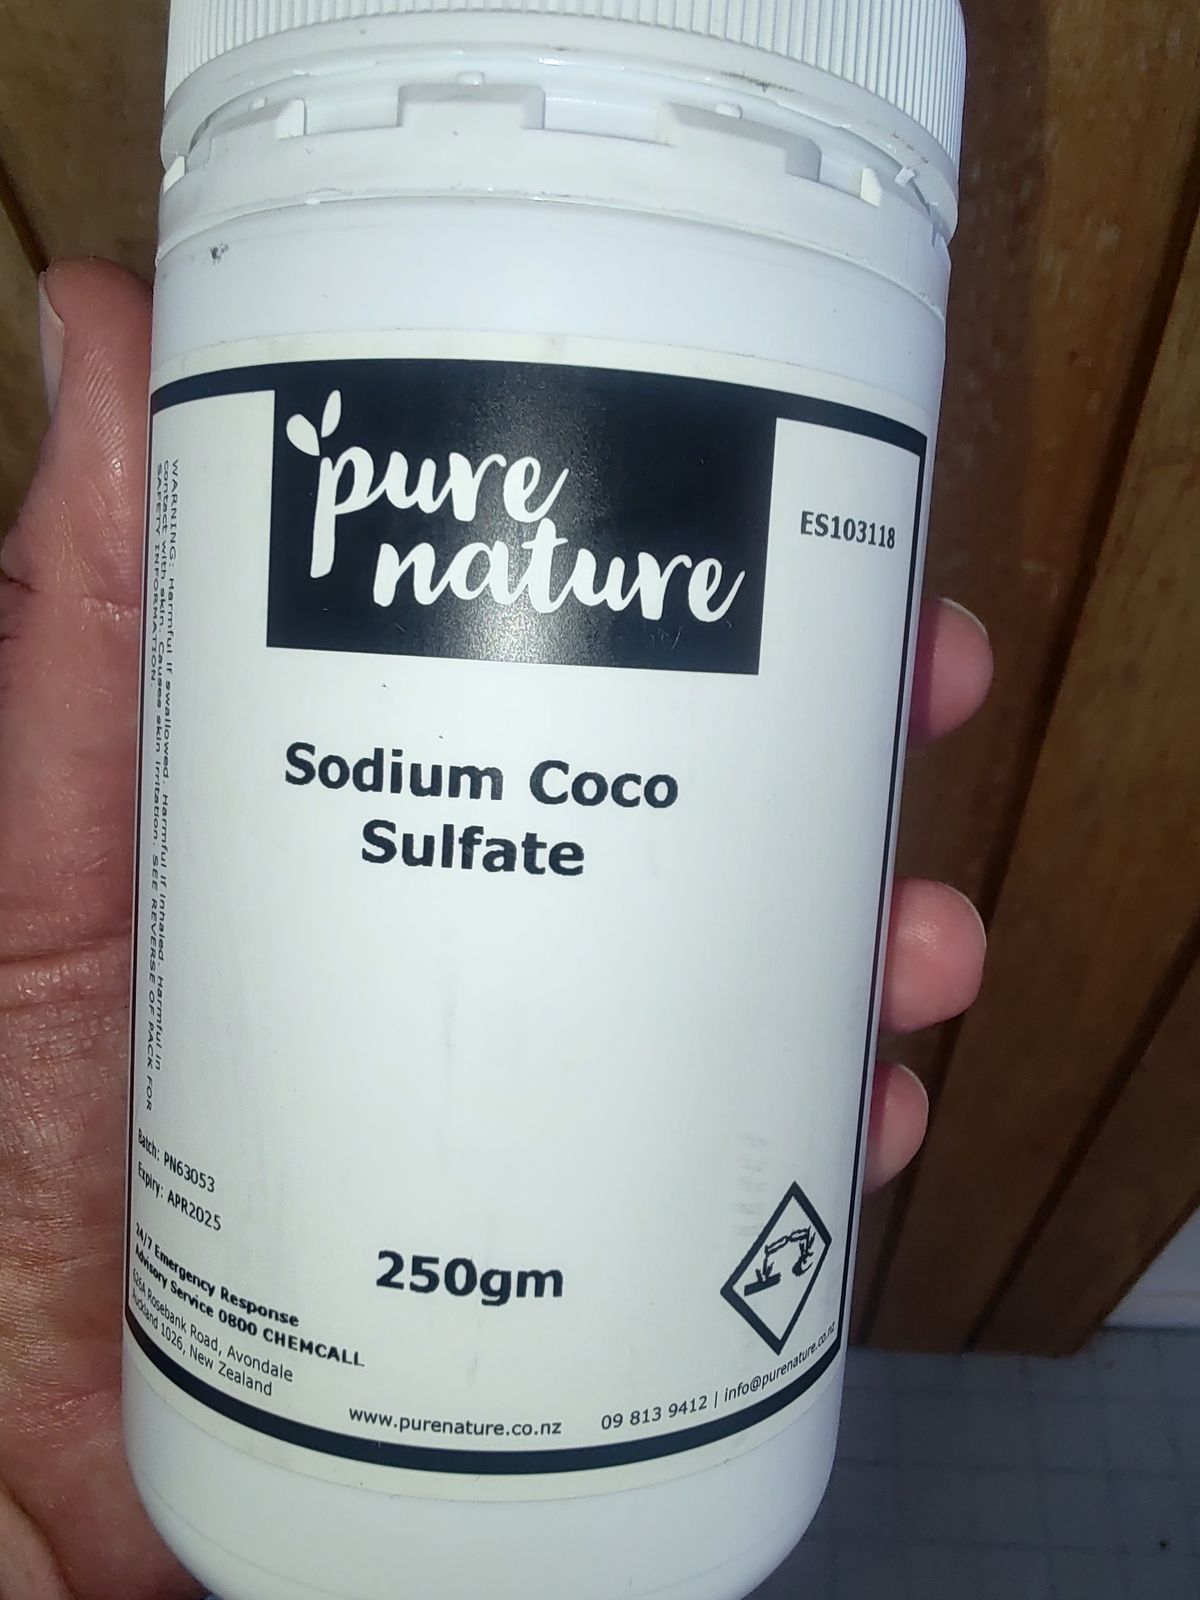 pure
nature
ES103118
Sodium Coco
Sulfate
WARNING: Harmful if swallowed. Harmful if inhaled. Harmful in
contact with skin. Causes skin irritation. SEE REVERSE OF PACK FOR
SAFETY INFORMATION.
Batch: PN63053
Expiry: APR2025
250gm
24/7 Emergency Response
Advisory Service 0800 CHEMCALL
626A Rosebank Road, Avondale
Auckland 1026, New Zealand
www.purenature.co.nz
09 813 9412 | info@purenature.co.nz